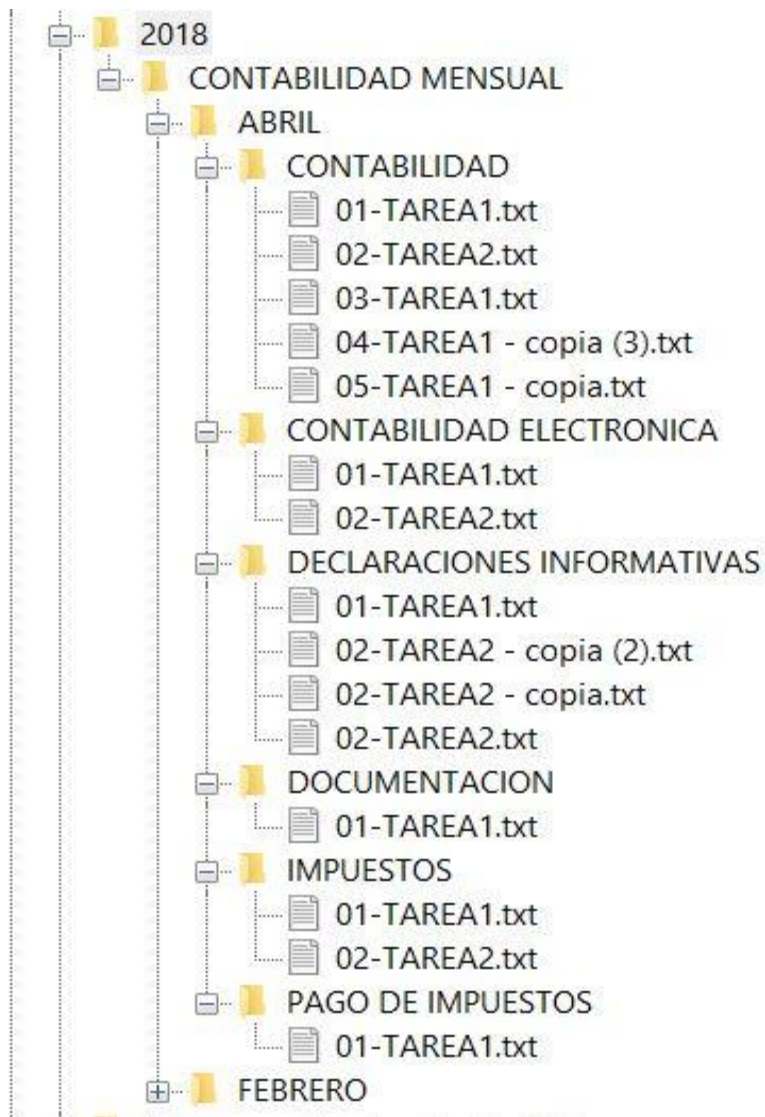 2018
CONTABILIDAD MENSUAL
ABRIL
CONTABILIDAD
01-TAREA1.txt
02-TAREA2.txt
03-TAREA1.txt
04-TAREA1 - copia (3).txt
05-TAREA1 - copia.txt
CONTABILIDAD ELECTRONICA
01-TAREA1.txt
02-TAREA2.txt
DECLARACIONES INFORMATIVAS
01-TAREA1.txt
02-TAREA2 - copia (2).txt
02-TAREA2 - copia.txt
02-TAREA2.txt
DOCUMENTACION
01-TAREA1.txt
IMPUESTOS
01-TAREA1.txt
02-TAREA2.txt
PAGO DE IMPUESTOS
01-TAREA1.txt
FEBRERO